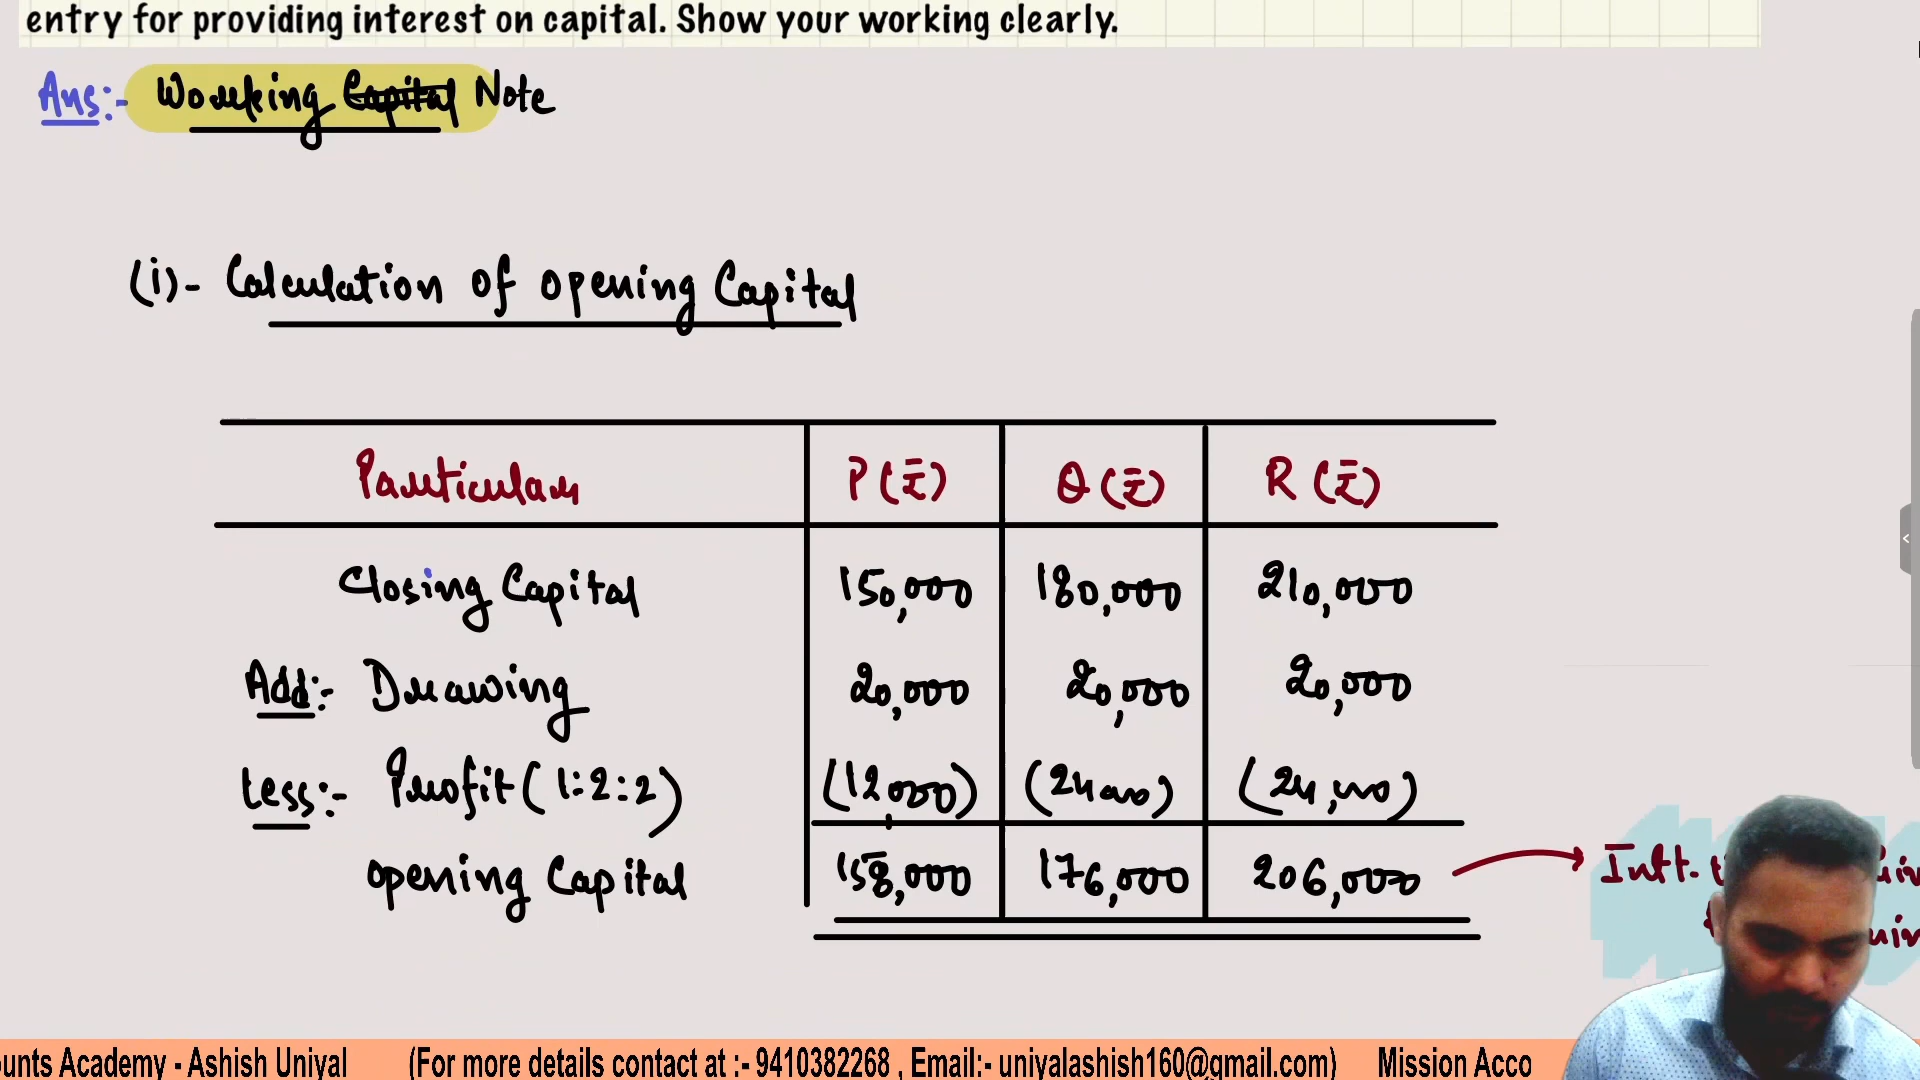 entry for providing interest on capital. Show your working clearly.
Ans:- Working Capital Note
(i)- Calculation of opening Capital
Particulars P(₹) Q(₹) R(₹)
Closing Capital 150,000 180,000 210,000
Add:- Drawing 20,000 20,000 20,000
Less:- Profit(1:2:2) (12,000) (24000) (24,000)
opening Capital 158,000 176,000 206,000
Intt.
ounts Academy - Ashish Uniyal (For more details contact at :- 9410382268 , Email:- uniyalashish160@gmail.com) Mission Acco